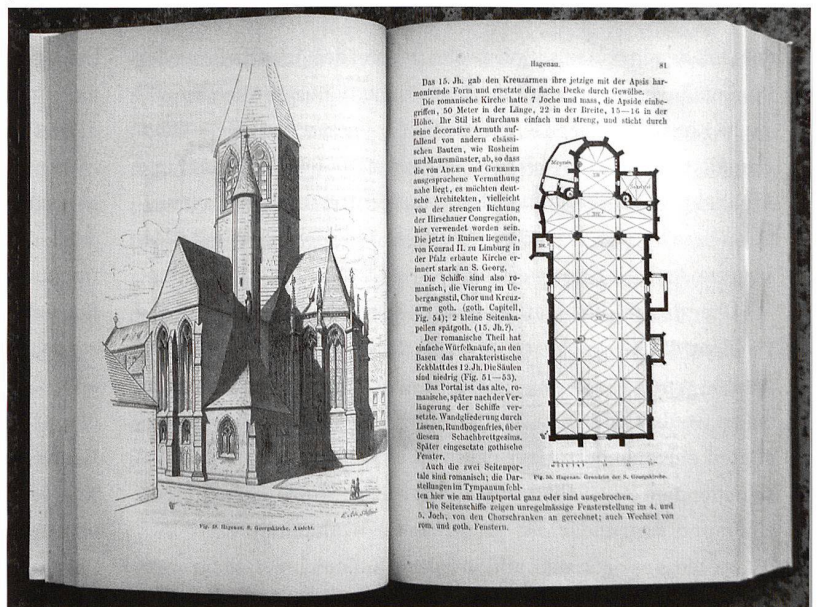 Fig. 49. Hagenau. S. Georgskirche. Ansicht.
Hagenau.
81
Das 15. Jh. gab den Kreuzarmen ihre jetzige mit der Apsis har-
monirende Form und ersetzte die flache Decke durch Gewölbe.
Die romanische Kirche hatte 7 Joche und mass, die Apside einbe-
griffen, 50 Meter in der Länge, 22 in der Breite, 15—16 in der
Höhe. Ihr Stil ist durchaus einfach und streng, und sticht durch
seine decorative Armuth auf-
fallend von andern elsässi-
schen Bauten, wie Rosheim
und Maursmünster, ab, so dass
die von ADLER und GUERBER
ausgesprochene Vermuthung
nahe liegt, es möchten deut-
sche Architekten, vielleicht
von der strengen Richtung
der Hirschauer Congregation,
hier verwendet worden sein.
Die jetzt in Ruinen liegende,
von Konrad II. zu Limburg in
der Pfalz erbaute Kirche er-
innert stark an S. Georg.
Die Schiffe sind also ro-
manisch, die Vierung im Ue-
bergangsstil, Chor und Kreuz-
arme goth. (goth. Capitell,
Fig. 54); 2 kleine Seitenka-
pellen spätgoth. (15. Jh.?).
Der romanische Theil hat
einfache Würfelknäufe, an den
Basen das charakteristische
Eckblatt des 12. Jh. Die Säulen
sind niedrig (Fig. 51—53).
Das Portal ist das alte, ro-
manische, später nach der Ver-
längerung der Schiffe ver-
setzte. Wandgliederung durch
Lisenen, Rundbogenfries, über
diesem Schachbrettgesims.
Später eingesetzte gothische
Fenster.
Auch die zwei Seitenpor-
tale sind romanisch; die Dar-
stellungen im Tympanum fehl-
ten hier wie am Hauptportal ganz oder sind ausgebrochen.
Die Seitenschiffe zeigen unregelmässige Fensterstellung im 4. und
5. Joch, von den Chorschranken an gerechnet; auch Wechsel von
rom. und goth. Fenstern.
Fig. 50. Hagenau. Grundriss der S. Georgskirche.